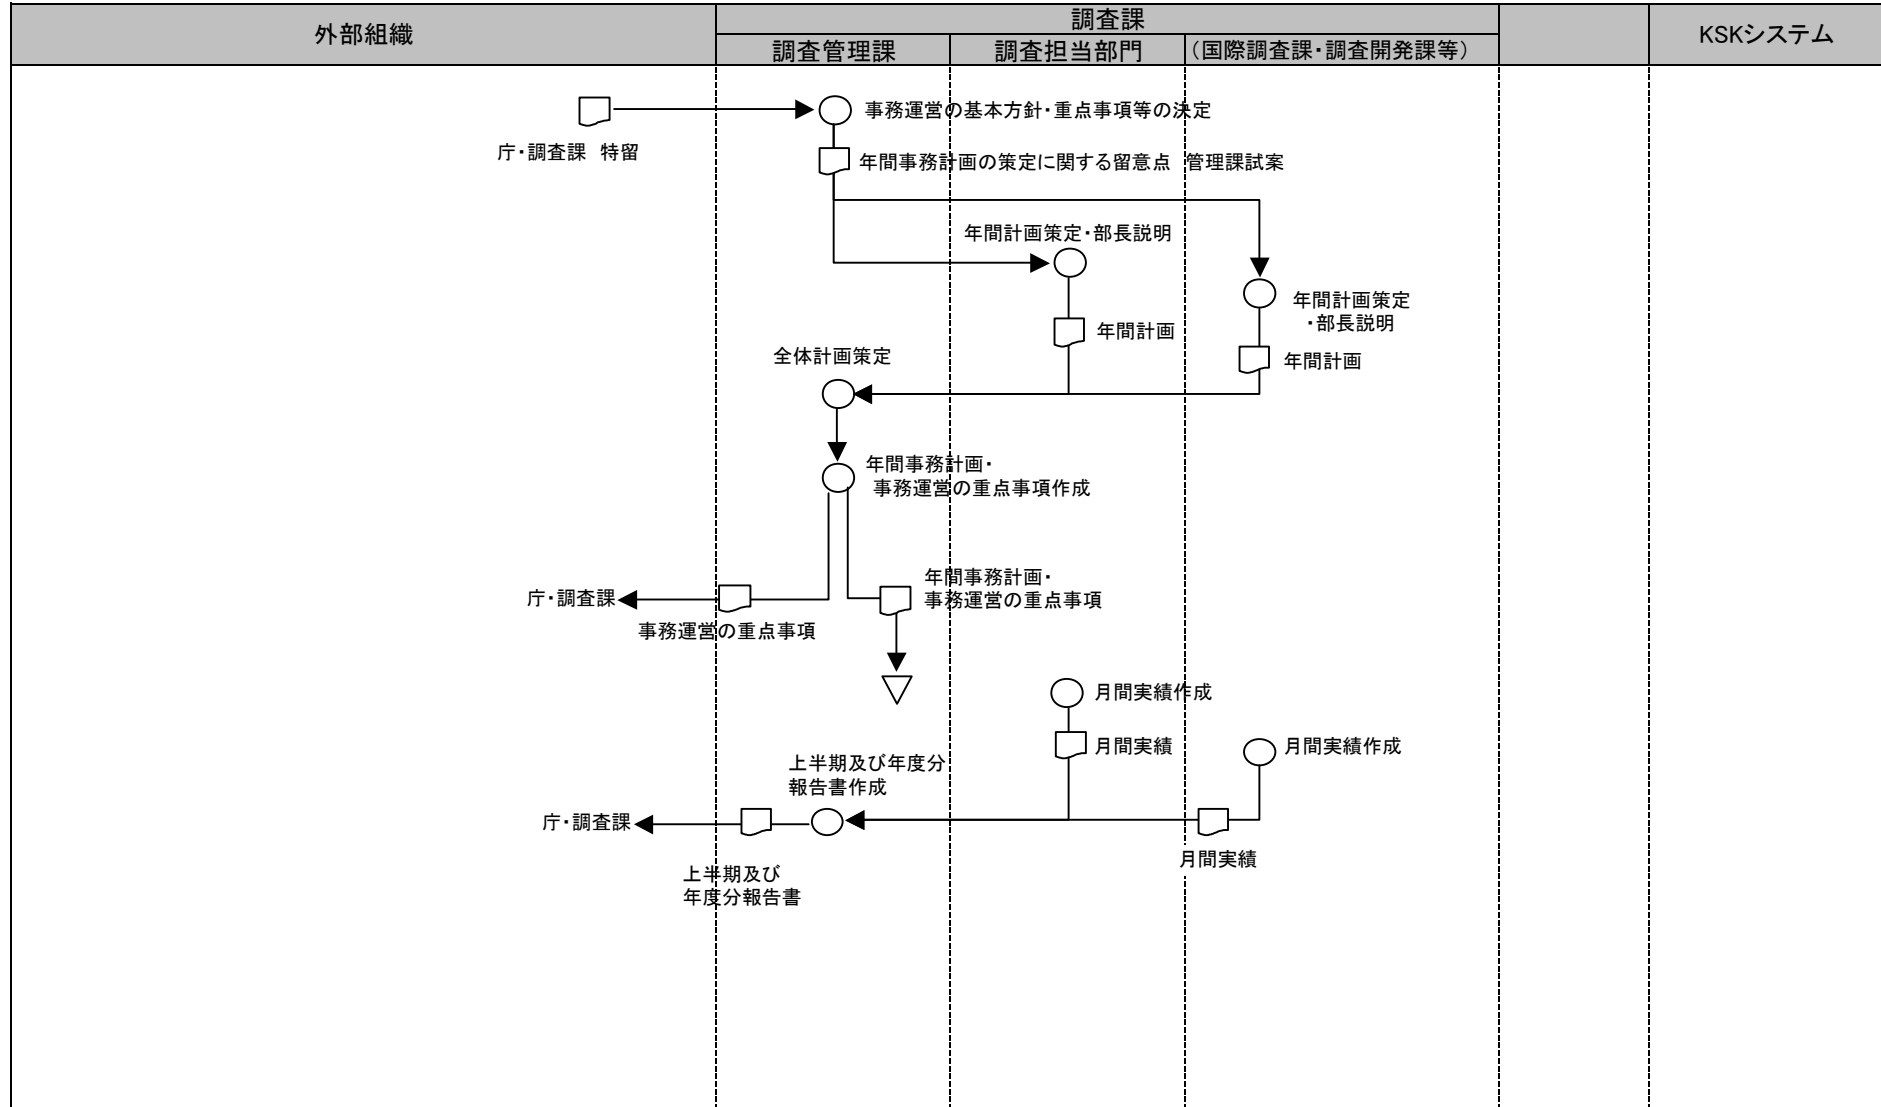 外部組織
調査課
KSKシステム
調査管理課
調査担当部門
(国際調査課・調査開発課等)
事務運営の基本方針・重点事項等の決定
庁・調査課 特留
年間事務計画の策定に関する留意点 管理課試案
年間計画策定・部長説明
年間計画策定
・部長説明
年間計画
年間計画
全体計画策定
年間事務計画・
事務運営の重点事項作成
年間事務計画・
事務運営の重点事項
庁・調査課
事務運営の重点事項
月間実績作成
月間実績
月間実績作成
上半期及び年度分
報告書作成
庁・調査課
月間実績
上半期及び
年度分報告書